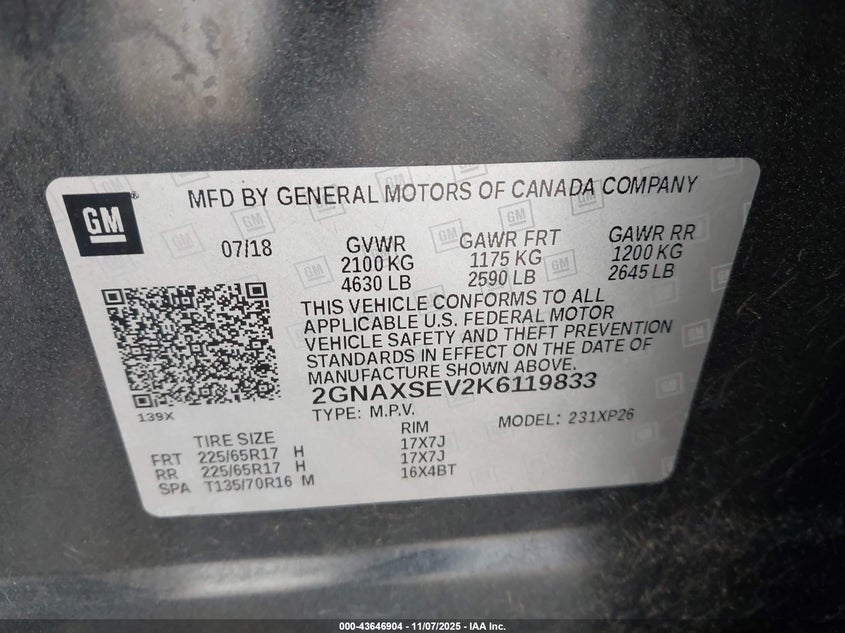 GM
MFD BY GENERAL MOTORS OF CANADA COMPANY
07/18
GVWR
2100 KG
4630 LB
GAWR FRT
1175 KG
2590 LB
GAWR RR
1200 KG
2645 LB
THIS VEHICLE CONFORMS TO ALL
APPLICABLE U.S. FEDERAL MOTOR
VEHICLE SAFETY AND THEFT PREVENTION
STANDARDS IN EFFECT ON THE DATE OF
MANUFACTURE SHOWN ABOVE.
2GNAXSEV2K6119833
139X
TYPE: M.P.V.
MODEL: 231XP26
TIRE SIZE
RIM
FRT 225/65R17 H 17X7J
RR 225/65R17 H 17X7J
SPA T135/70R16 M 16X4BT
000-43646904 - 11/07/2025 - IAA Inc.